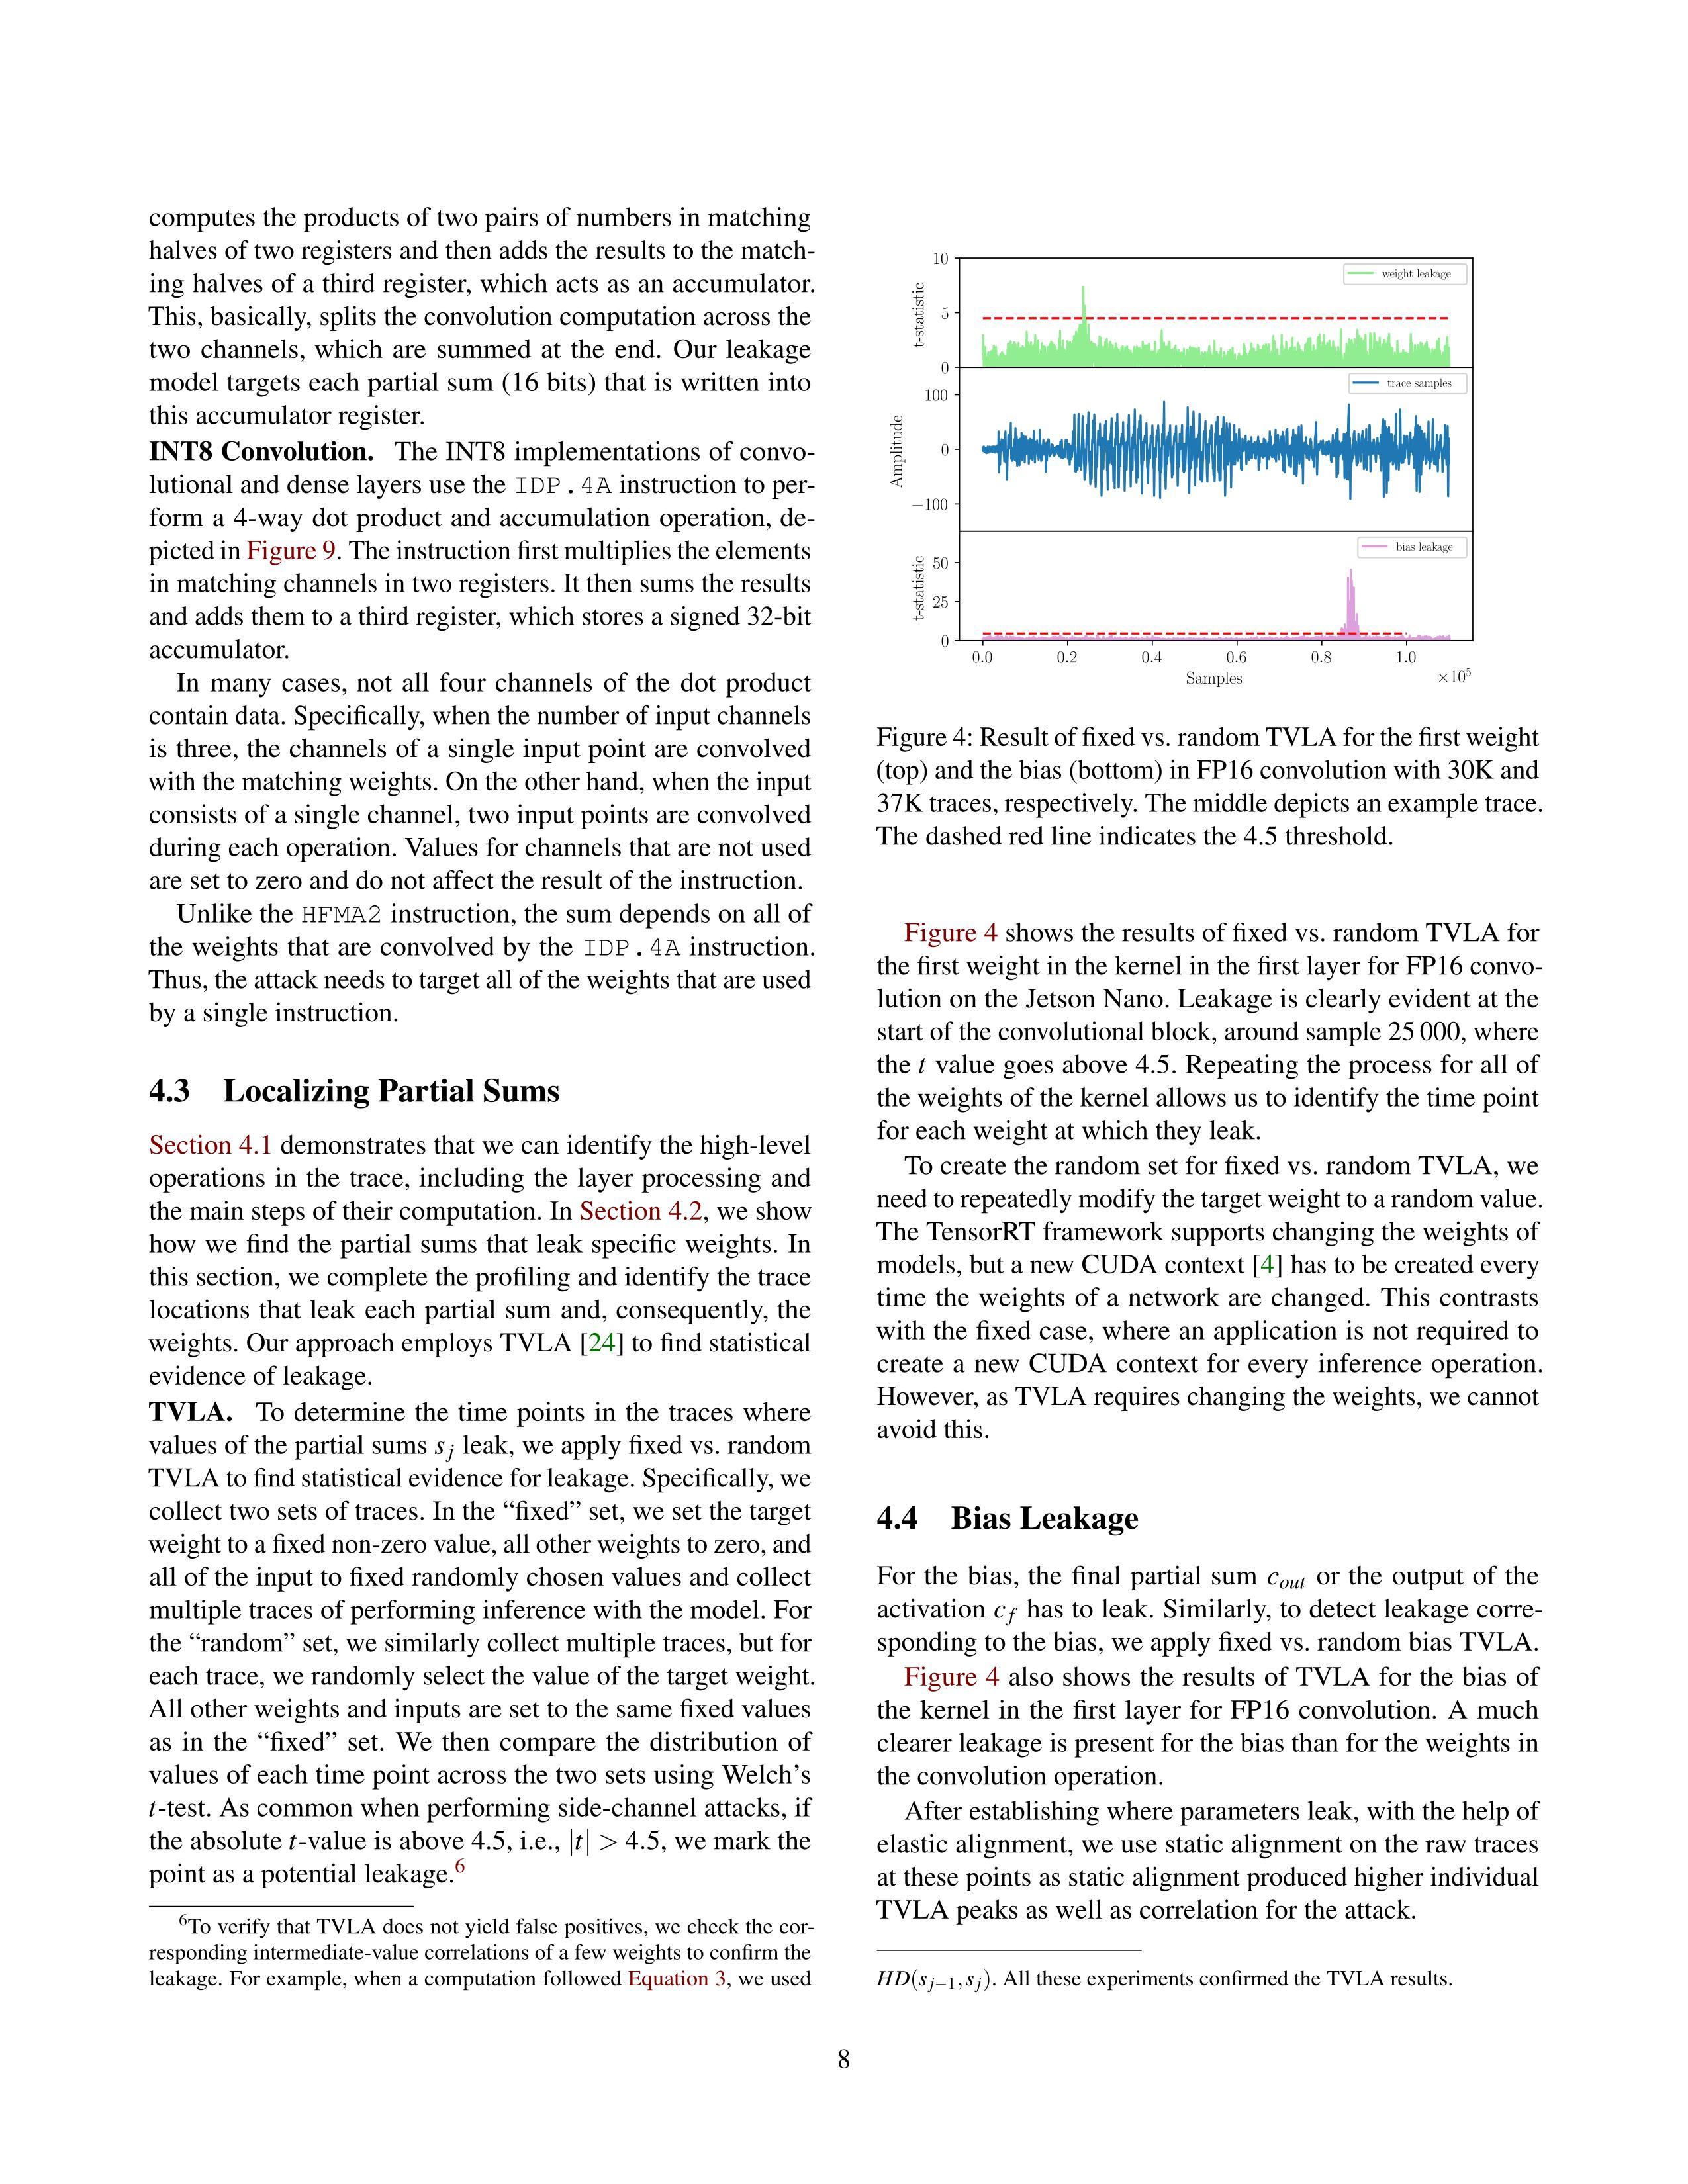 computes the products of two pairs of numbers in matching
halves of two registers and then adds the results to the match-
ing halves of a third register, which acts as an accumulator.
This, basically, splits the convolution computation across the
two channels, which are summed at the end. Our leakage
model targets each partial sum (16 bits) that is written into
this accumulator register.
INT8 Convolution. The INT8 implementations of convo-
lutional and dense layers use the IDP.4A instruction to per-
form a 4-way dot product and accumulation operation, de-
picted in Figure 9. The instruction first multiplies the elements
in matching channels in two registers. It then sums the results
and adds them to a third register, which stores a signed 32-bit
accumulator.
In many cases, not all four channels of the dot product
contain data. Specifically, when the number of input channels
is three, the channels of a single input point are convolved
with the matching weights. On the other hand, when the input
consists of a single channel, two input points are convolved
during each operation. Values for channels that are not used
are set to zero and do not affect the result of the instruction.
Unlike the HFMA2 instruction, the sum depends on all of
the weights that are convolved by the IDP.4A instruction.
Thus, the attack needs to target all of the weights that are used
by a single instruction.
4.3 Localizing Partial Sums
Section 4.1 demonstrates that we can identify the high-level
operations in the trace, including the layer processing and
the main steps of their computation. In Section 4.2, we show
how we find the partial sums that leak specific weights. In
this section, we complete the profiling and identify the trace
locations that leak each partial sum and, consequently, the
weights. Our approach employs TVLA [24] to find statistical
evidence of leakage.
TVLA. To determine the time points in the traces where
values of the partial sums s_j leak, we apply fixed vs. random
TVLA to find statistical evidence for leakage. Specifically, we
collect two sets of traces. In the “fixed” set, we set the target
weight to a fixed non-zero value, all other weights to zero, and
all of the input to fixed randomly chosen values and collect
multiple traces of performing inference with the model. For
the “random” set, we similarly collect multiple traces, but for
each trace, we randomly select the value of the target weight.
All other weights and inputs are set to the same fixed values
as in the “fixed” set. We then compare the distribution of
values of each time point across the two sets using Welch’s
t-test. As common when performing side-channel attacks, if
the absolute t-value is above 4.5, i.e., |t| > 4.5, we mark the
point as a potential leakage.6
6To verify that TVLA does not yield false positives, we check the cor-
responding intermediate-value correlations of a few weights to confirm the
leakage. For example, when a computation followed Equation 3, we used
10
5
0
t-statistic
weight leakage
100
0
−100
Amplitude
trace samples
50
25
0
t-statistic
bias leakage
0.0 0.2 0.4 0.6 0.8 1.0
Samples
×10^5
Figure 4: Result of fixed vs. random TVLA for the first weight
(top) and the bias (bottom) in FP16 convolution with 30K and
37K traces, respectively. The middle depicts an example trace.
The dashed red line indicates the 4.5 threshold.
Figure 4 shows the results of fixed vs. random TVLA for
the first weight in the kernel in the first layer for FP16 convo-
lution on the Jetson Nano. Leakage is clearly evident at the
start of the convolutional block, around sample 25 000, where
the t value goes above 4.5. Repeating the process for all of
the weights of the kernel allows us to identify the time point
for each weight at which they leak.
To create the random set for fixed vs. random TVLA, we
need to repeatedly modify the target weight to a random value.
The TensorRT framework supports changing the weights of
models, but a new CUDA context [4] has to be created every
time the weights of a network are changed. This contrasts
with the fixed case, where an application is not required to
create a new CUDA context for every inference operation.
However, as TVLA requires changing the weights, we cannot
avoid this.
4.4 Bias Leakage
For the bias, the final partial sum c_out or the output of the
activation c_f has to leak. Similarly, to detect leakage corre-
sponding to the bias, we apply fixed vs. random bias TVLA.
Figure 4 also shows the results of TVLA for the bias of
the kernel in the first layer for FP16 convolution. A much
clearer leakage is present for the bias than for the weights in
the convolution operation.
After establishing where parameters leak, with the help of
elastic alignment, we use static alignment on the raw traces
at these points as static alignment produced higher individual
TVLA peaks as well as correlation for the attack.
HD(s_{j−1}, s_j). All these experiments confirmed the TVLA results.
8